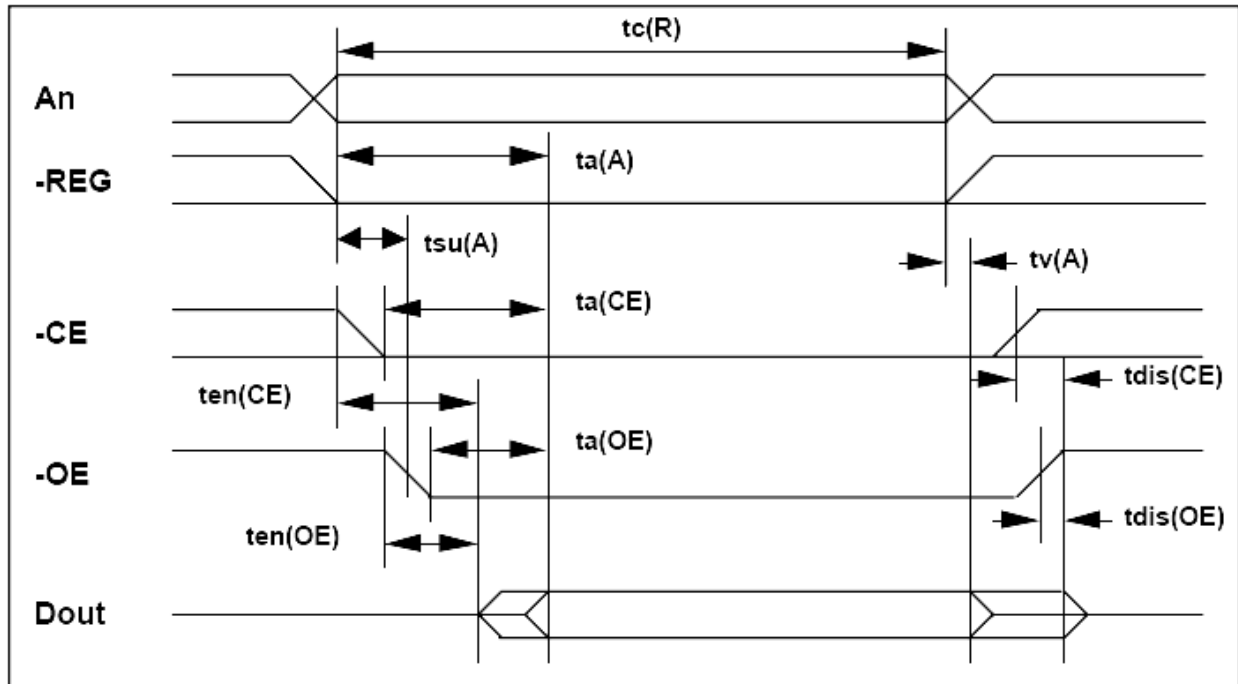 tc(R)
An
ta(A)
-REG
tsu(A)
tv(A)
ta(CE)
-CE
tdis(CE)
ten(CE)
ta(OE)
-OE
tdis(OE)
ten(OE)
Dout